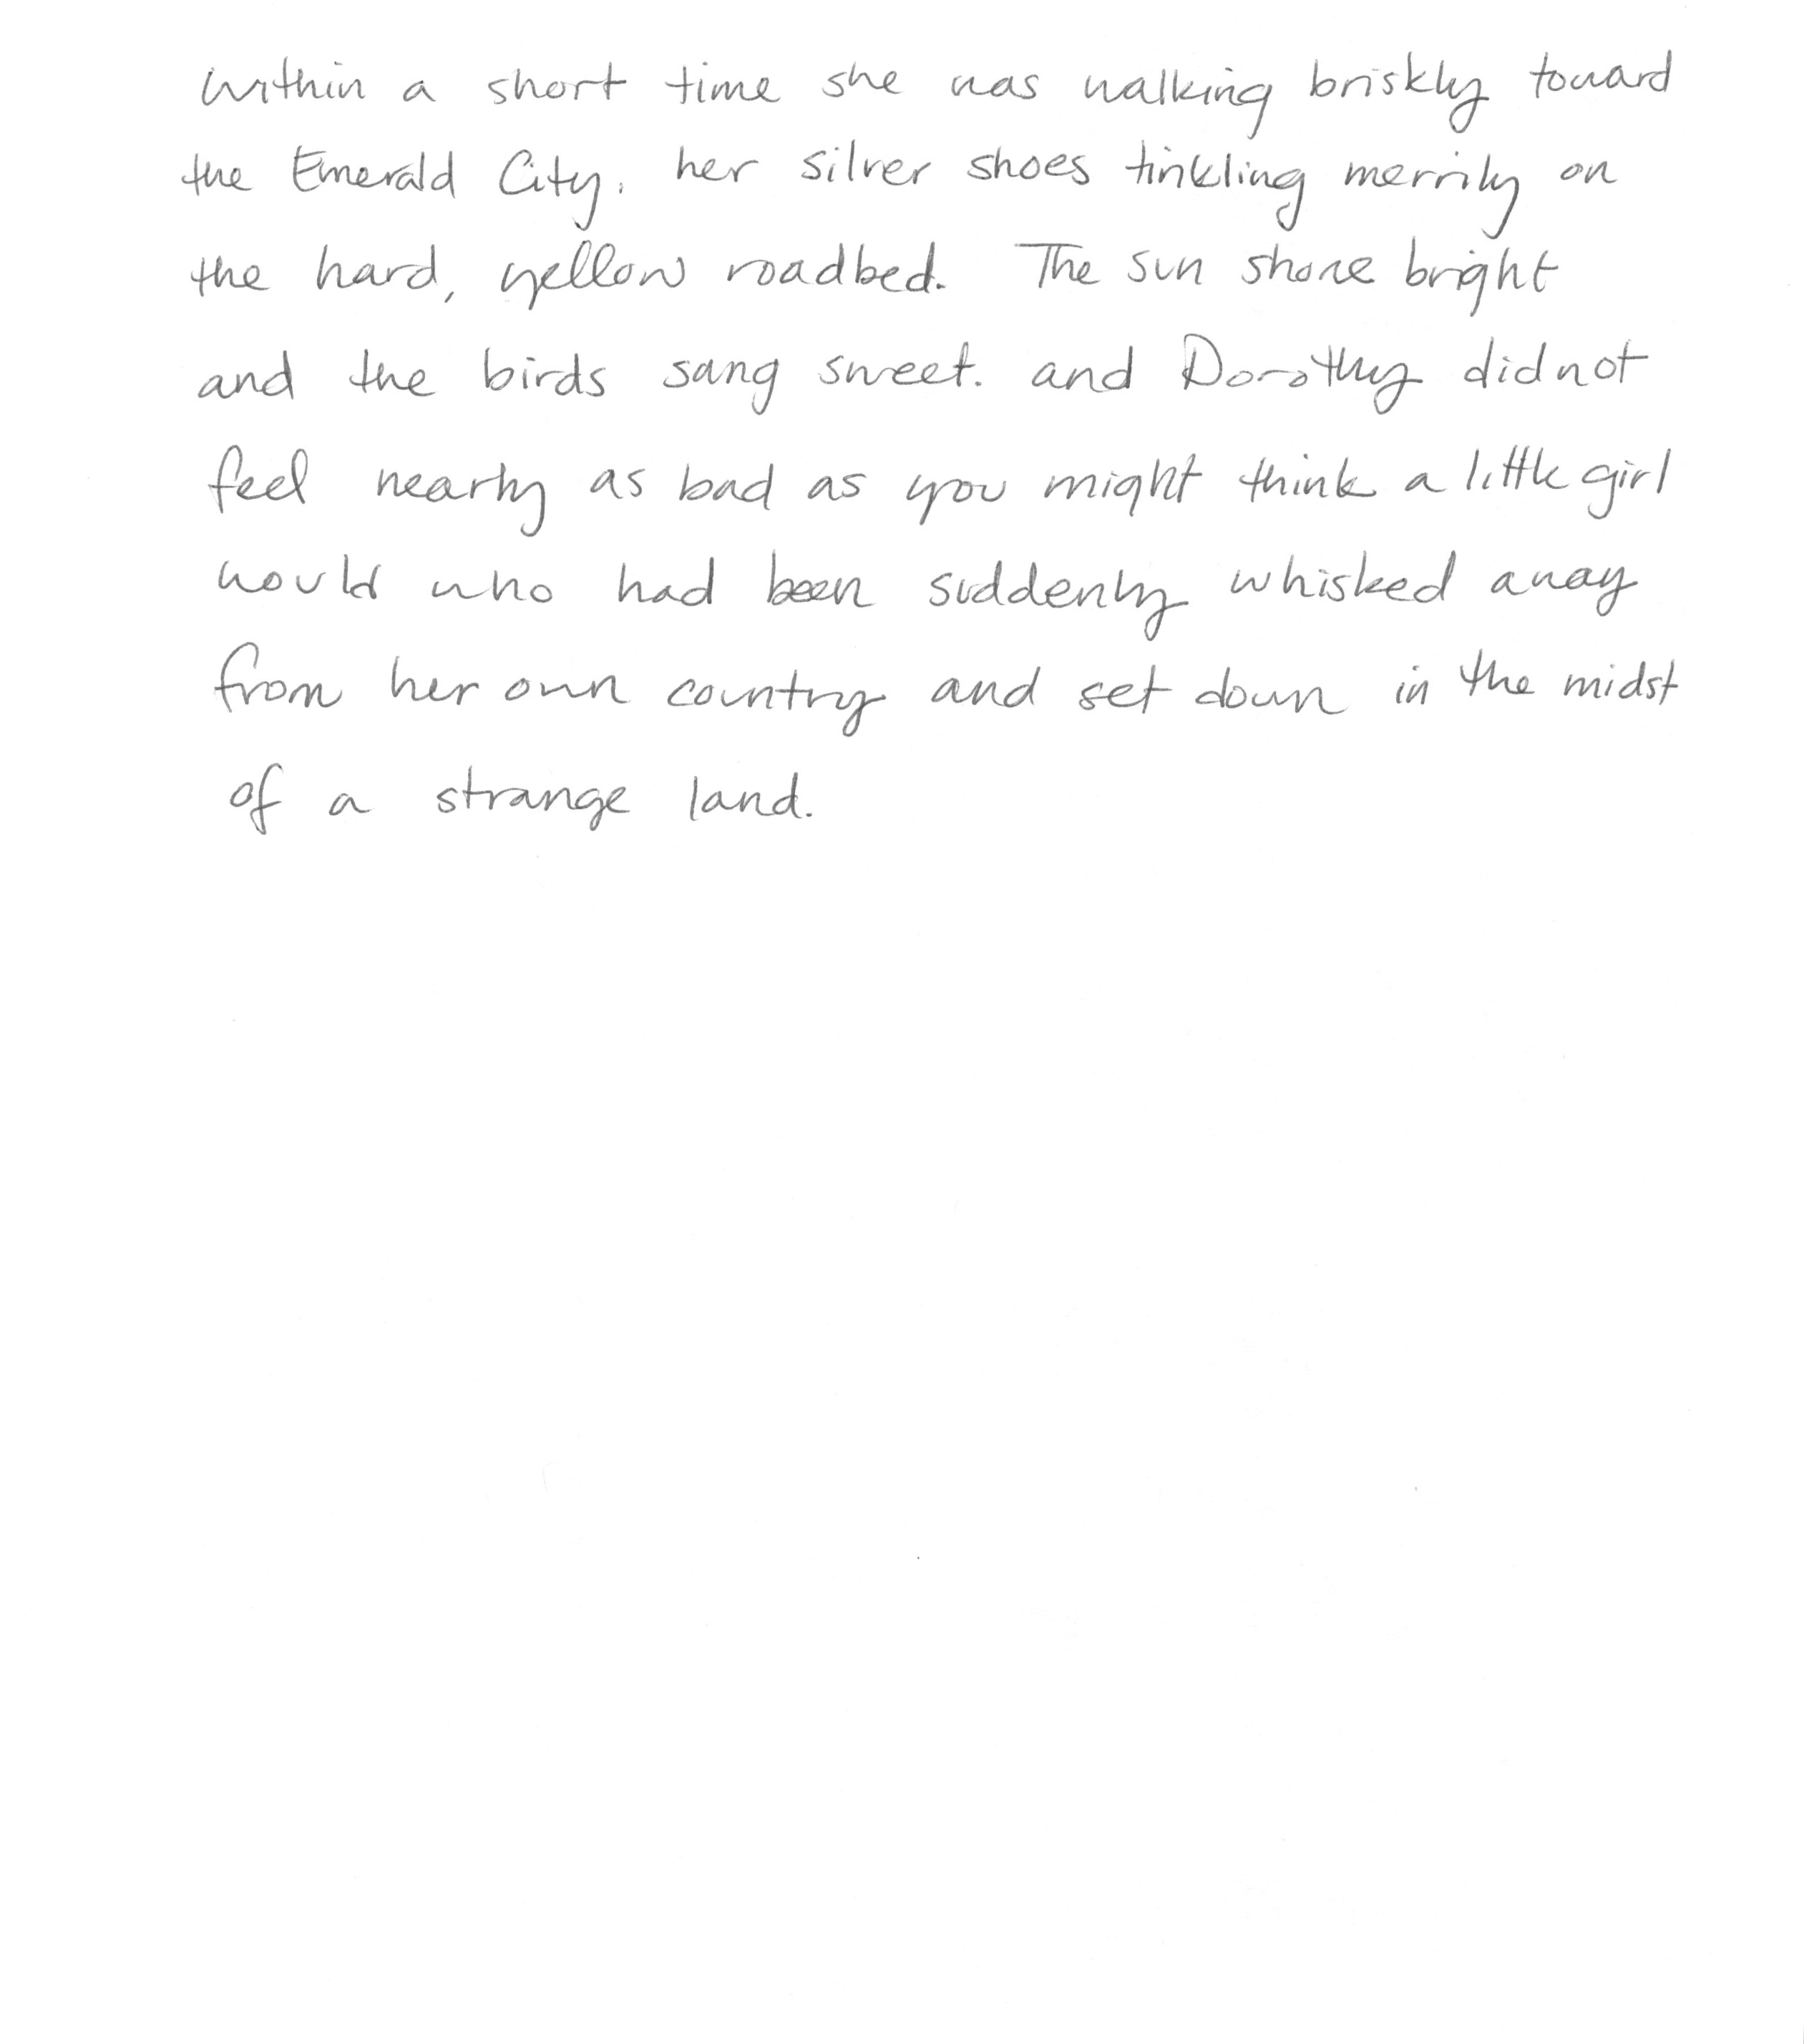 Within a short time she was walking briskly toward
the Emerald City. her silver shoes tinkling merrily on
the hard, yellow roadbed. The sun shone bright
and the birds sang sweet. and Dorothy did not
feel nearly as bad as you might think a little girl
would who had been suddenly whisked away
from her own country and set down in the midst
of a strange land.